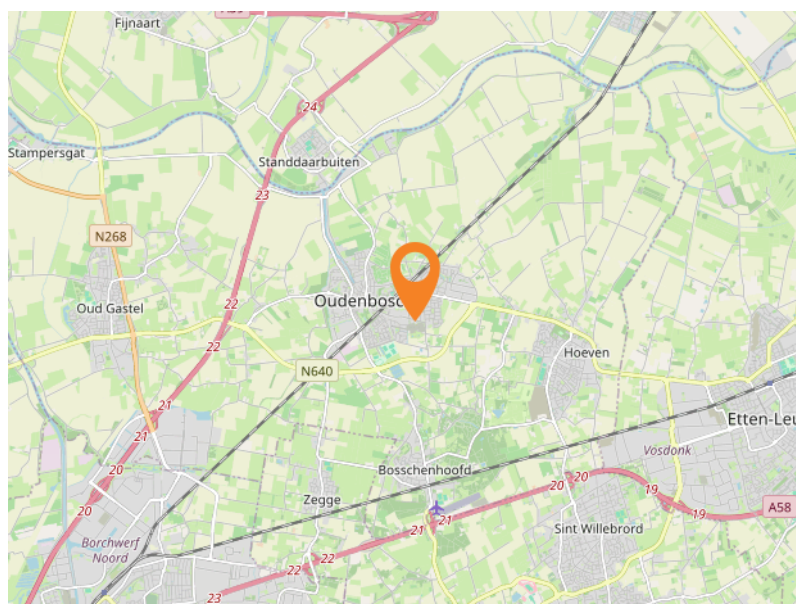 Fijnaart
24
Stampersgat
Standdaarbuiten
23
N268
Oud Gastel
22
Oudenbosc
22
Hoeven
N640
21
21
Etten-Leu
Vosdonk
20
20
Bosschenhoofd
20
20
19
Zegge
19
A58
21
21
Sint Willebrord
Borchwerf
Noord
22
22
23